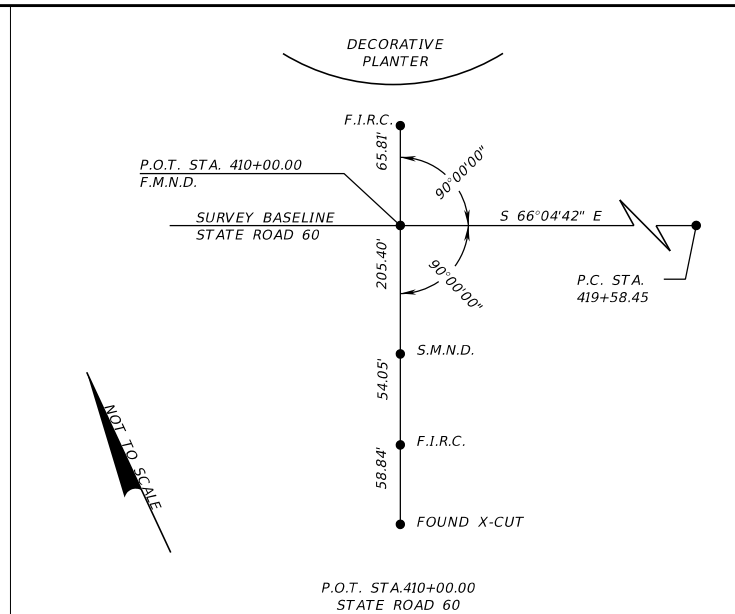 DECORATIVE
PLANTER
F.I.R.C.
65.81'
90°00'00"
P.O.T. STA. 410+00.00
F.M.N.D.
SURVEY BASELINE
STATE ROAD 60
S 66°04'42" E
205.40'
90°00'00"
P.C. STA.
419+58.45
S.M.N.D.
54.05'
F.I.R.C.
58.84'
FOUND X-CUT
NOT TO SCALE
P.O.T. STA.410+00.00
STATE ROAD 60